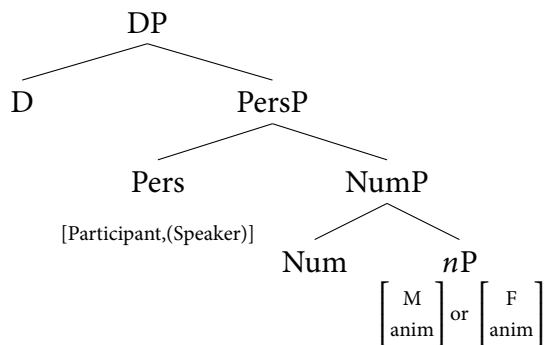 DP
D PersP
Pers NumP
[Participant,(Speaker)]
Num nP
[M anim] or [F anim]